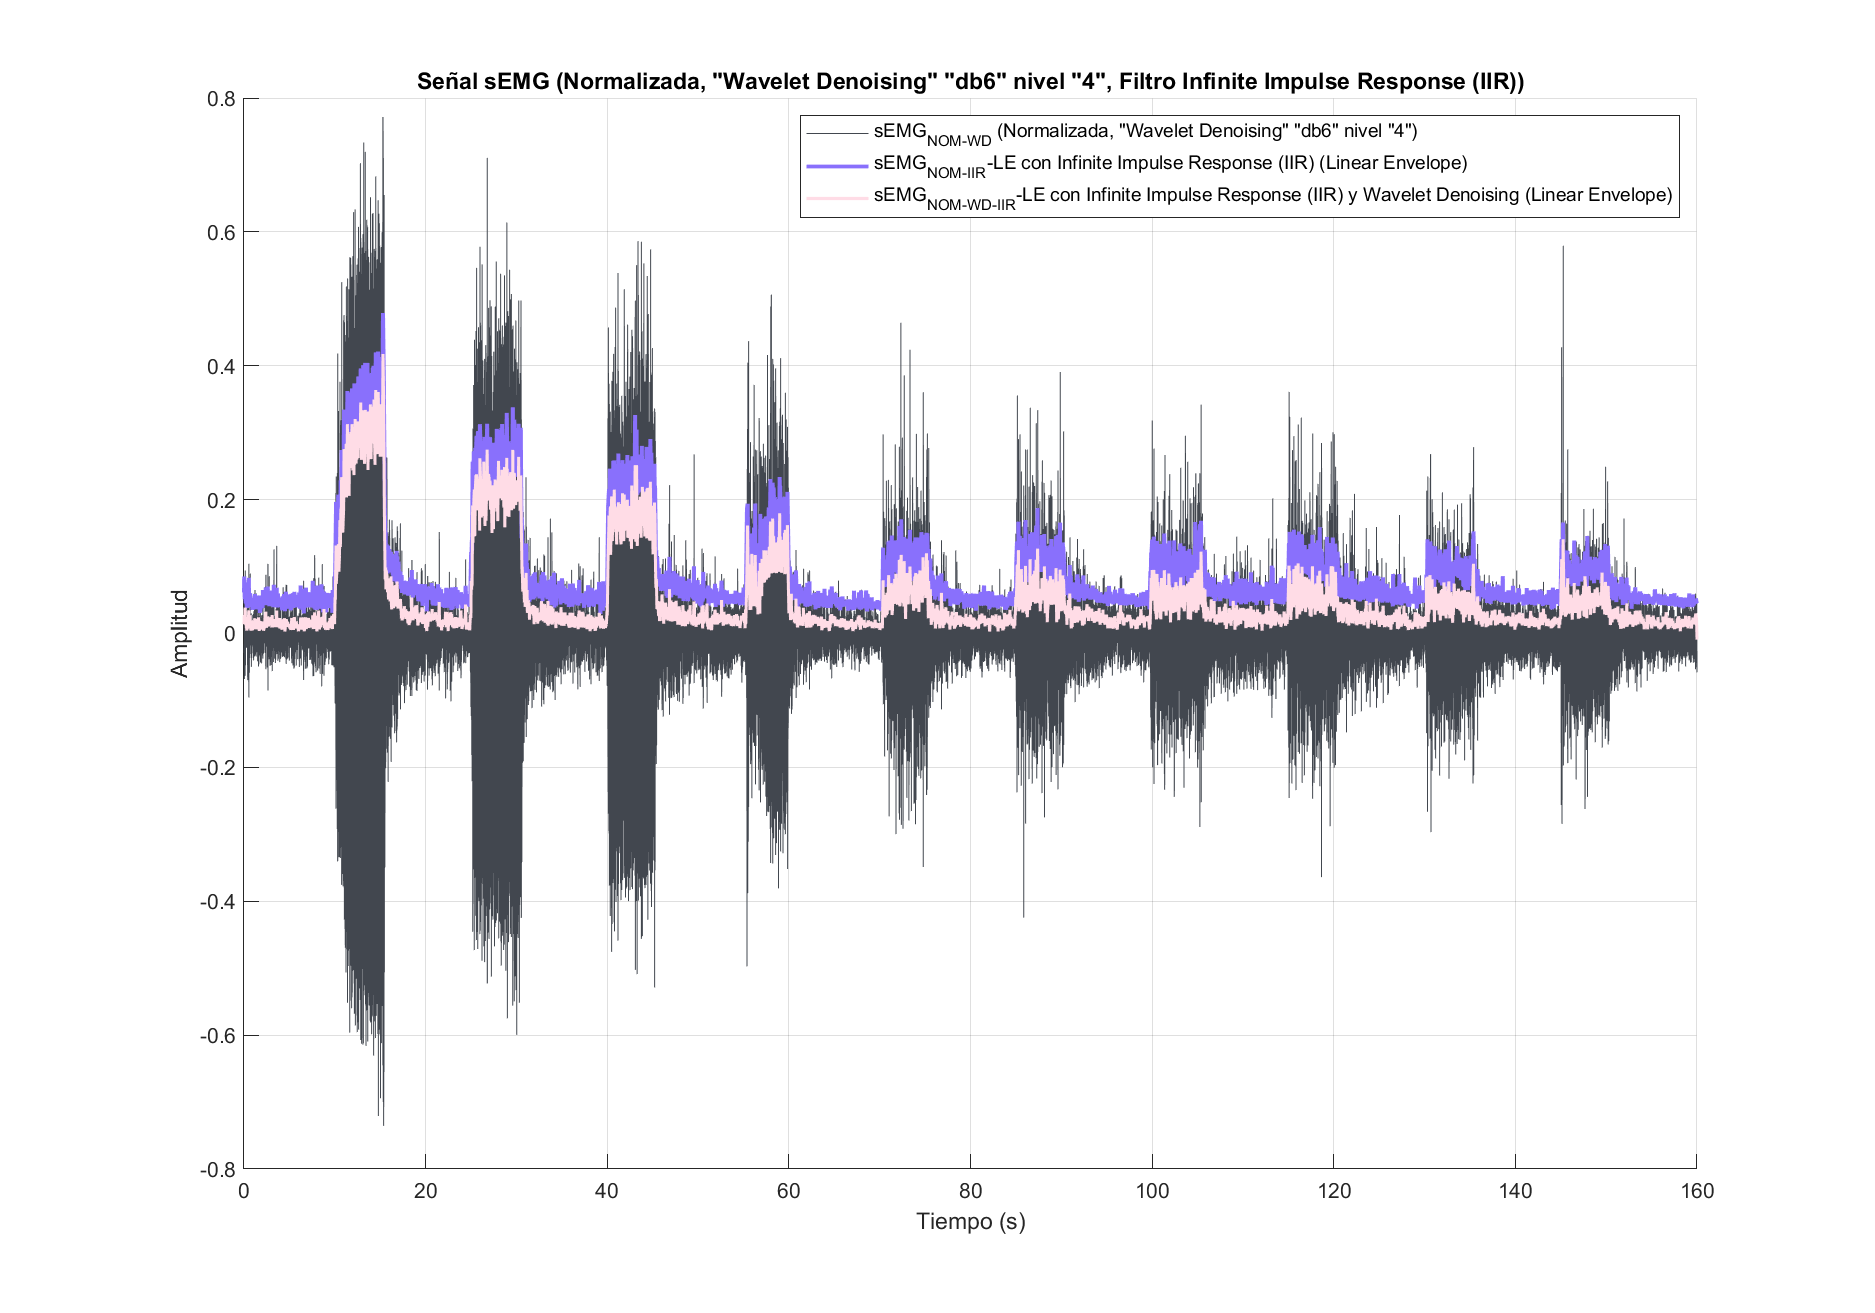 Señal sEMG (Normalizada, "Wavelet Denoising" "db6" nivel "4", Filtro Infinite Impulse Response (IIR))
sEMG_NOM-WD (Normalizada, "Wavelet Denoising" "db6" nivel "4")
sEMG_NOM-IIR-LE con Infinite Impulse Response (IIR) (Linear Envelope)
sEMG_NOM-WD-IIR-LE con Infinite Impulse Response (IIR) y Wavelet Denoising (Linear Envelope)
Amplitud
0.8
0.6
0.4
0.2
0
-0.2
-0.4
-0.6
-0.8
0 20 40 60 80 100 120 140 160
Tiempo (s)